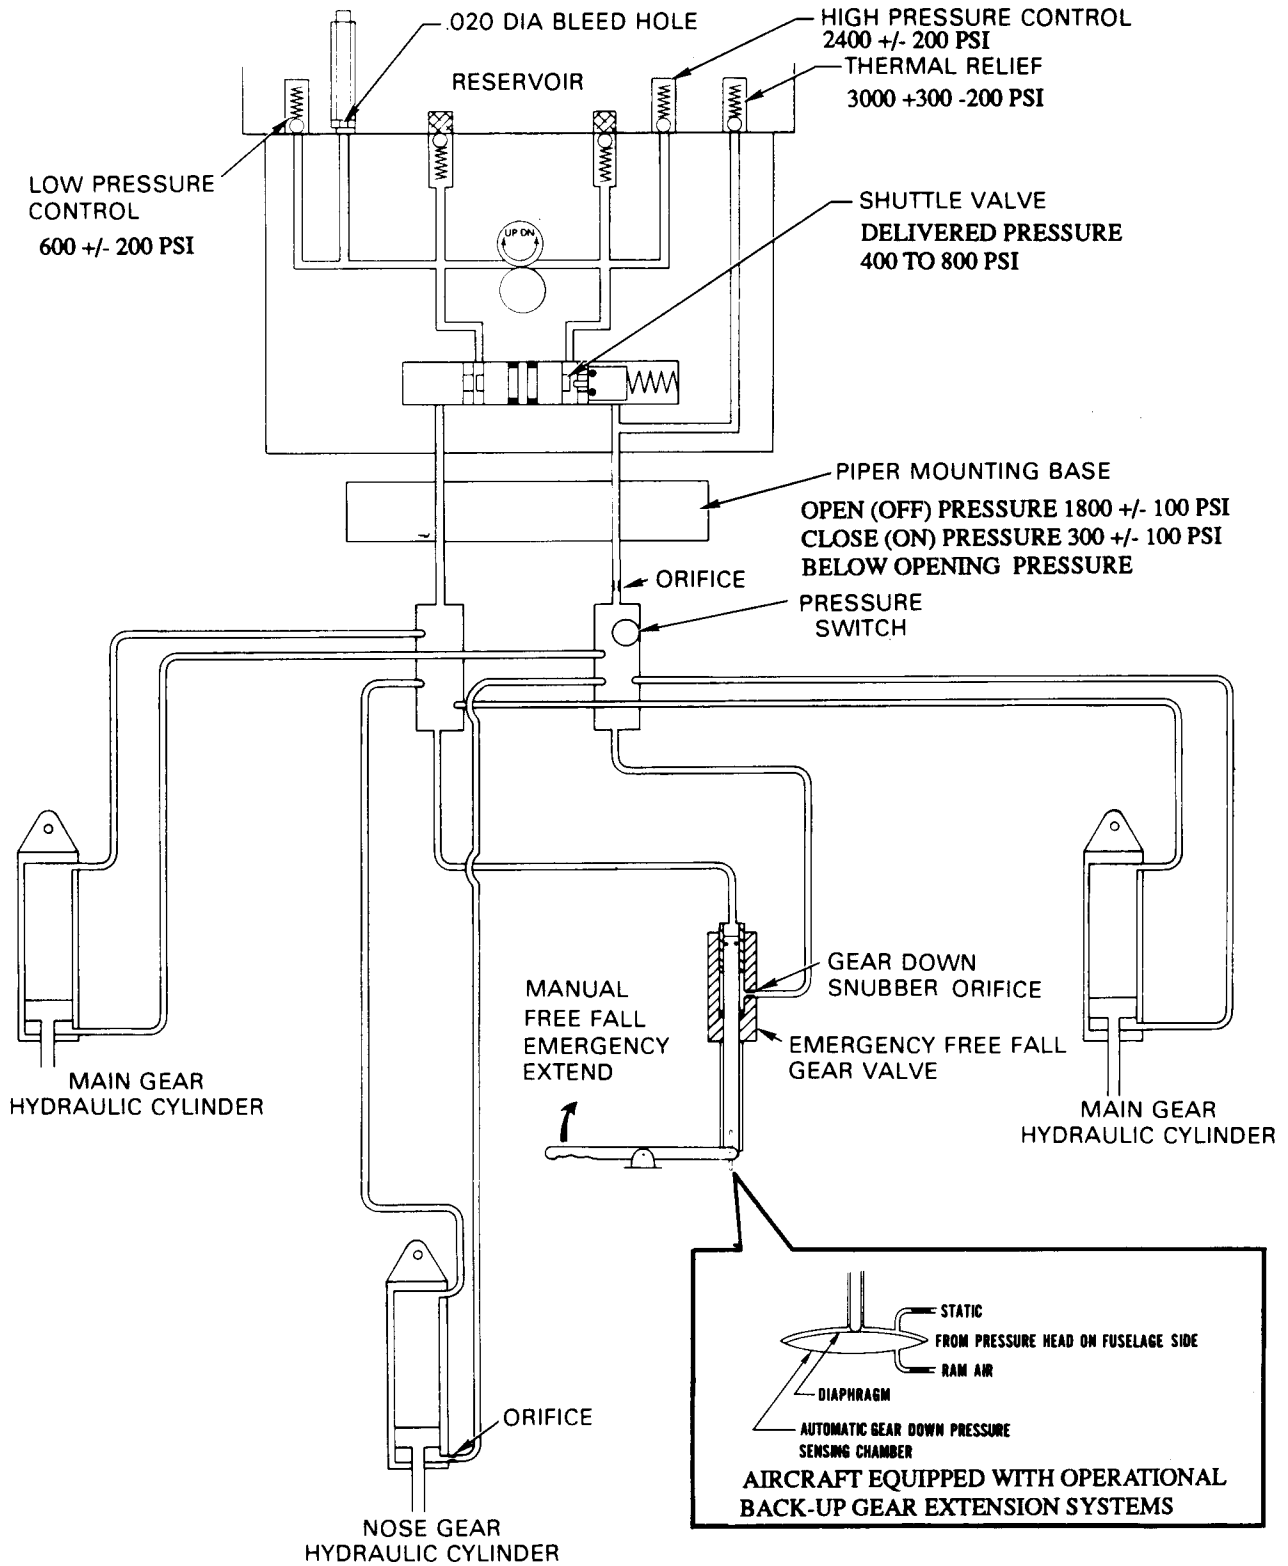 .020 DIA BLEED HOLE
HIGH PRESSURE CONTROL
2400 +/- 200 PSI
THERMAL RELIEF
3000 +300 -200 PSI
RESERVOIR
LOW PRESSURE
CONTROL
600 +/- 200 PSI
UP DN
SHUTTLE VALVE
DELIVERED PRESSURE
400 TO 800 PSI
PIPER MOUNTING BASE
OPEN (OFF) PRESSURE 1800 +/- 100 PSI
CLOSE (ON) PRESSURE 300 +/- 100 PSI
BELOW OPENING PRESSURE
ORIFICE
PRESSURE
SWITCH
GEAR DOWN
SNUBBER ORIFICE
MANUAL
FREE FALL
EMERGENCY
EXTEND
EMERGENCY FREE FALL
GEAR VALVE
MAIN GEAR
HYDRAULIC CYLINDER
MAIN GEAR
HYDRAULIC CYLINDER
ORIFICE
NOSE GEAR
HYDRAULIC CYLINDER
STATIC
FROM PRESSURE HEAD ON FUSELAGE SIDE
RAM AIR
DIAPHRAGM
AUTOMATIC GEAR DOWN PRESSURE
SENSING CHAMBER
AIRCRAFT EQUIPPED WITH OPERATIONAL
BACK-UP GEAR EXTENSION SYSTEMS